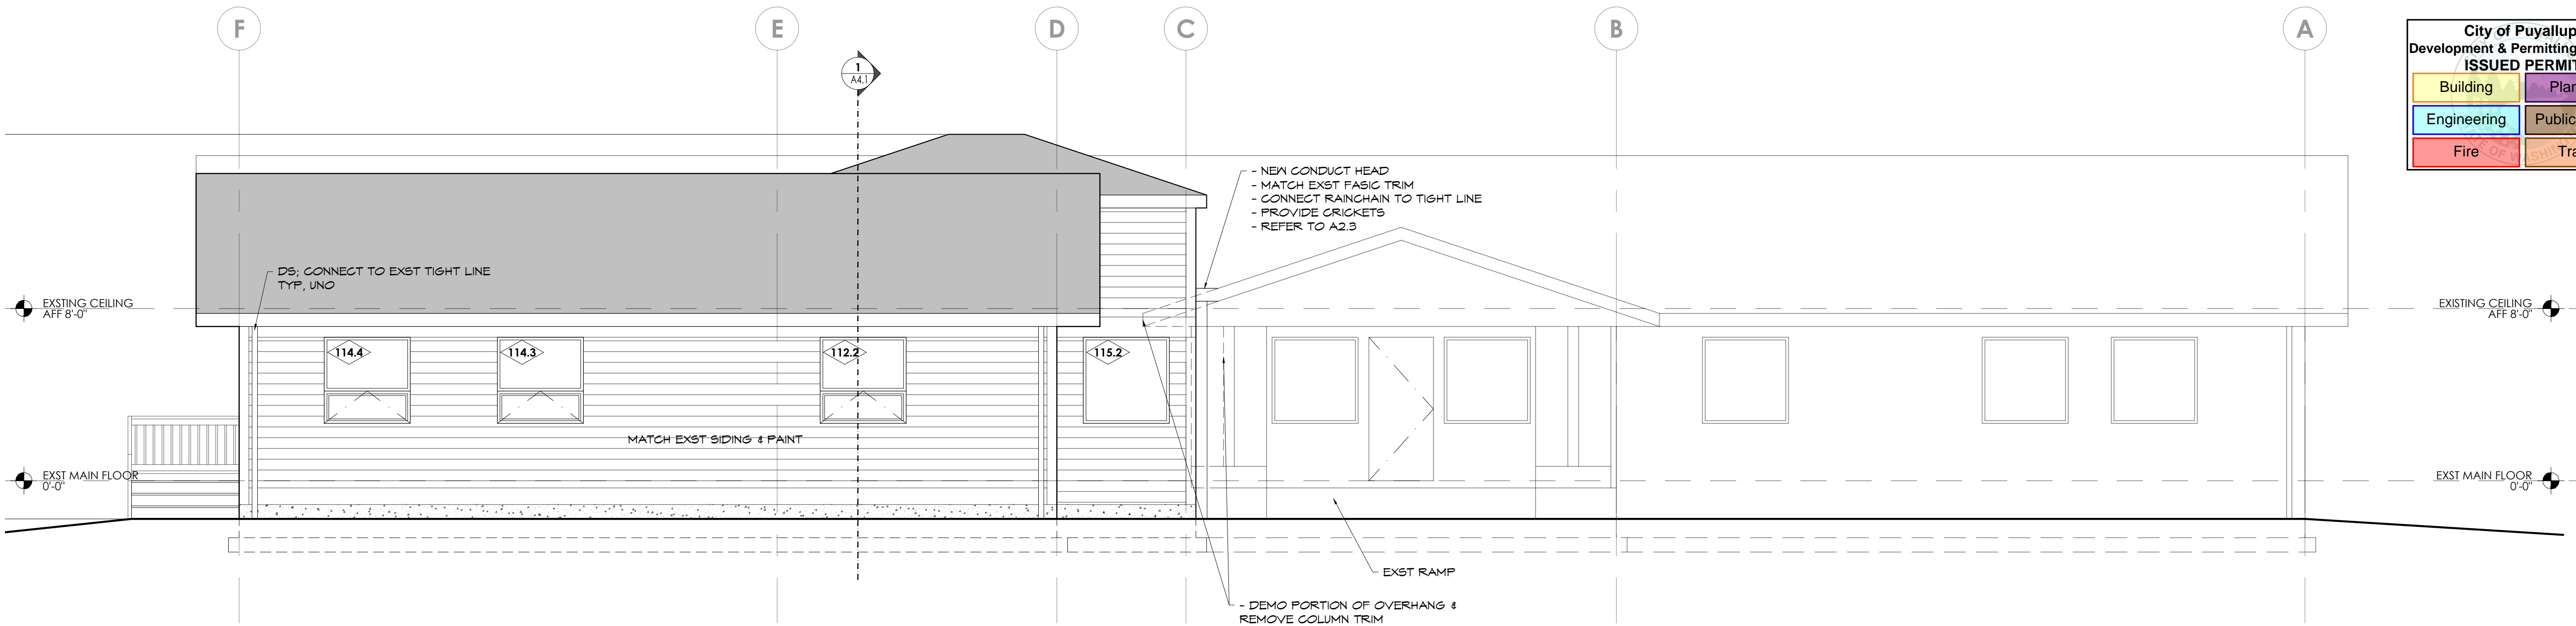 F
E
D
C
B
A
1
A4.1
City of Puyallup
Development & Permitting
ISSUED PERMIT
Building
Engineering
Fire
- NEW CONDUCT HEAD
- MATCH EXST FASIC TRIM
- CONNECT RAINCHAIN TO TIGHT LINE
- PROVIDE CRICKETS
- REFER TO A2.3
DS; CONNECT TO EXST TIGHT LINE
TYP, UNO
EXSTING CEILING
AFF 8'-0"
EXISTING CEILING
AFF 8'-0"
114.4
114.3
112.2
115.2
MATCH EXST SIDING & PAINT
EXST MAIN FLOOR
0'-0"
EXST MAIN FLOOR
0'-0"
EXST RAMP
- DEMO PORTION OF OVERHANG &
REMOVE COLUMN TRIM